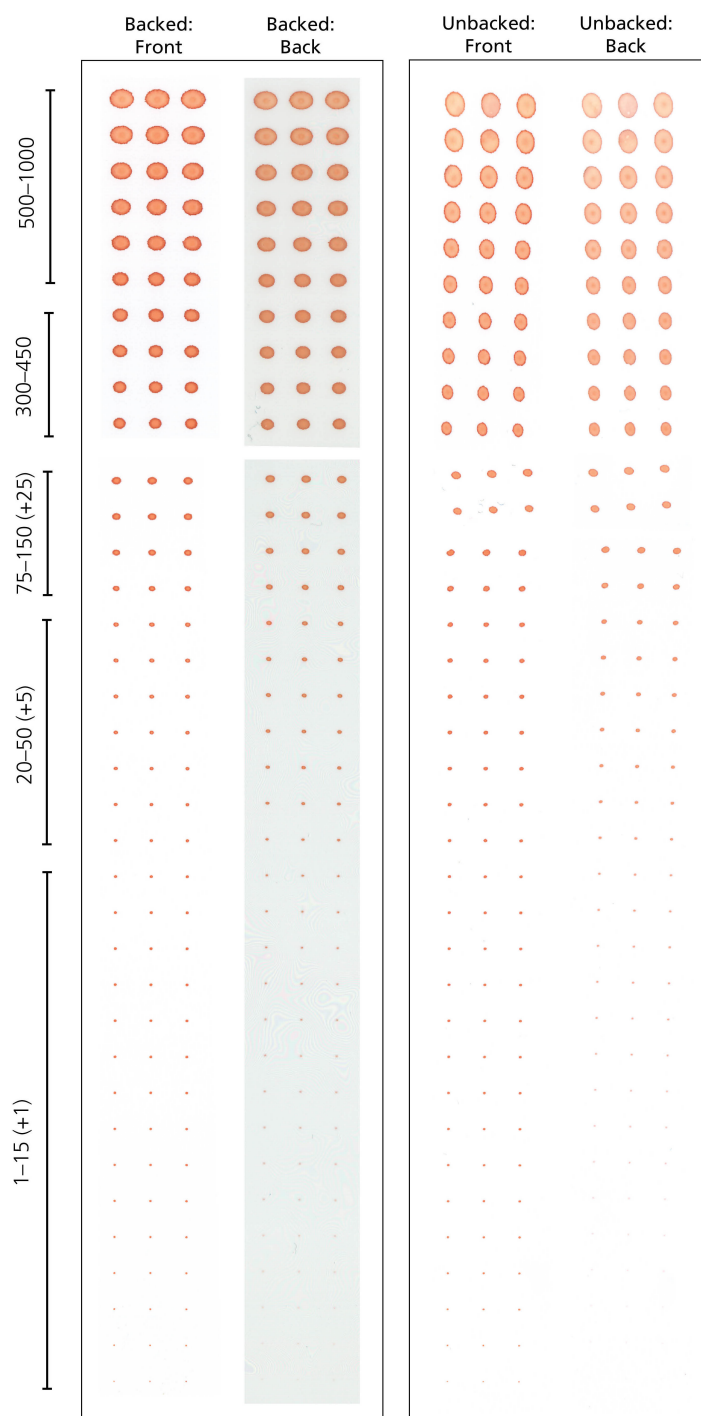 Backed:
Front
Backed:
Back
Unbacked:
Front
Unbacked:
Back
500–1000
300–450
75–150 (+25)
20–50 (+5)
1–15 (+1)